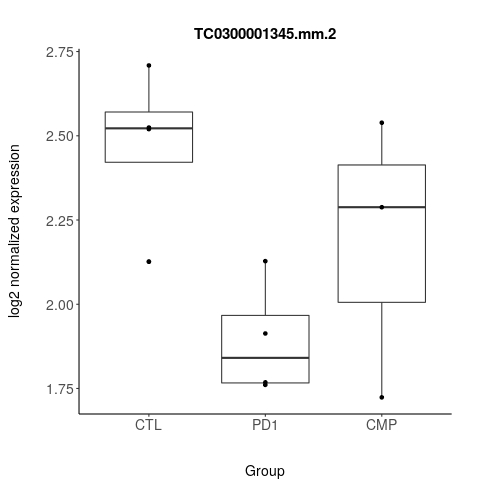 TC0300001345.mm.2
log2 normalized expression
2.75
2.50
2.25
2.00
1.75
CTL
PD1
CMP
Group